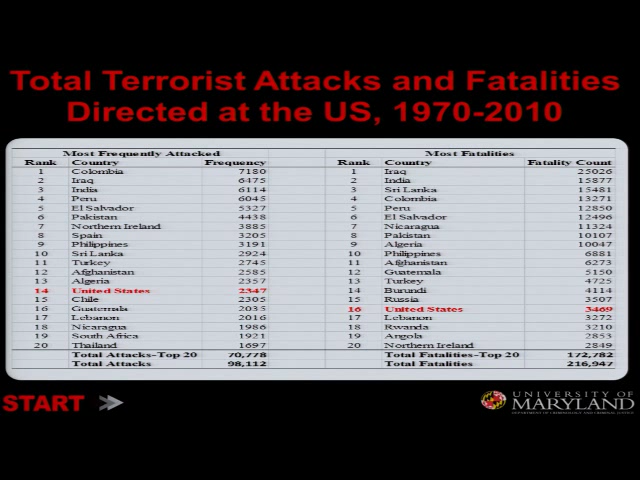 Total Terrorist Attacks and Fatalities
Directed at the US, 1970-2010
Most Frequently Attacked Most Fatalities
Rank Country Frequency Rank Country Fatality Count
1 Colombia 7180 1 Iraq 25026
2 Iraq 6475 2 India 15877
3 India 6114 3 Sri Lanka 15481
4 Peru 6045 4 Colombia 13271
5 El Salvador 5327 5 Peru 12850
6 Pakistan 4438 6 El Salvador 12496
7 Northern Ireland 3885 7 Nicaragua 11324
8 Spain 3205 8 Pakistan 10107
9 Philippines 3191 9 Algeria 10047
10 Sri Lanka 2924 10 Philippines 6881
11 Turkey 2745 11 Afghanistan 6273
12 Afghanistan 2585 12 Guatemala 5150
13 Algeria 2357 13 Turkey 4725
14 United States 2347 14 Burundi 4114
15 Chile 2305 15 Russia 3507
16 Guatemala 2035 16 United States 3469
17 Lebanon 2016 17 Lebanon 3272
18 Nicaragua 1986 18 Rwanda 3210
19 South Africa 1921 19 Angola 2853
20 Thailand 1697 20 Northern Ireland 2849
Total Attacks-Top 20 70,778 Total Fatalities-Top 20 172,782
Total Attacks 98,112 Total Fatalities 216,947
START
UNIVERSITY OF
MARYLAND
DEPARTMENT OF CRIMINOLOGY AND CRIMINAL JUSTICE